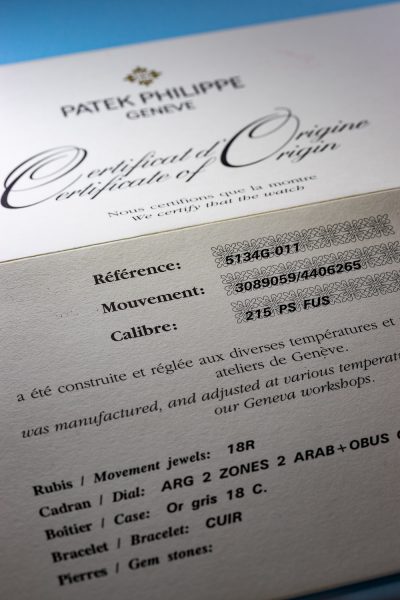 PATEK PHILIPPE
GENEVE
Certificat d'Origine
Certificate of Origin
Nous certifions que la montre
We certify that the watch
Référence: 5134G-011
Mouvement: 3089059/4406265
Calibre: 215 PS FUS
a été construite et réglée aux diverses températures et
ateliers de Genève.
was manufactured, and adjusted at various temperatu
our Geneva workshops.
Rubis / Movement jewels: 18R
Cadran / Dial: ARG 2 ZONES 2 ARAB+OBUS
Boîtier / Case: Or gris 18 C.
Bracelet / Bracelet: CUIR
Pierres / Gem stones: